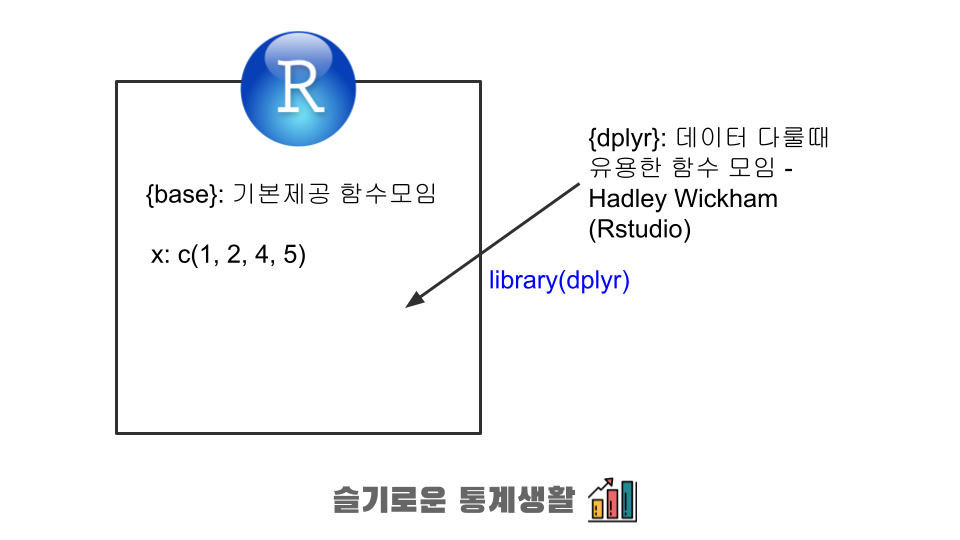 R
{base}: 기본제공 함수모임
x: c(1, 2, 4, 5)
{dplyr}: 데이터 다룰때
유용한 함수 모임 -
Hadley Wickham
(Rstudio)
library(dplyr)
슬기로운 통계생활